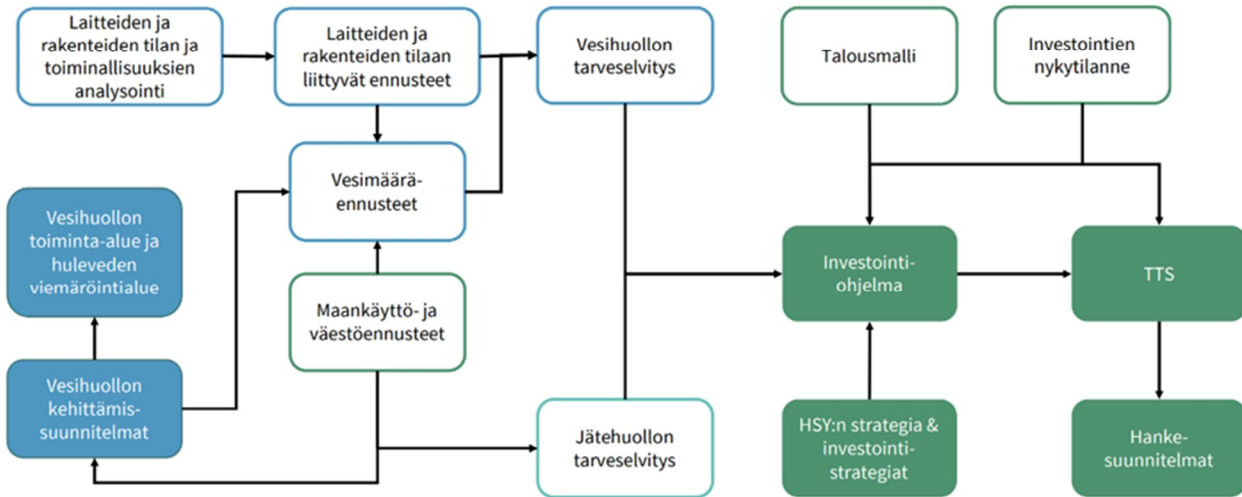 Laitteiden ja
rakenteiden tilan ja
toiminallisuuksien
analysointi
Laitteiden ja
rakenteiden tilaan
liittyvät ennusteet
Vesihuollon
tarveselvitys
Talousmalli
Investointien
nykytilanne
Vesimäärä-
ennusteet
Vesihuollon
toiminta-alue ja
huleveden
viemäröintialue
Maankäyttö- ja
väestöennusteet
Investointi-
ohjelma
TTS
Vesihuollon
kehittämis-
suunnitelmat
Jätehuollon
tarveselvitys
HSY:n strategia &
investointi-
strategiat
Hanke-
suunnitelmat